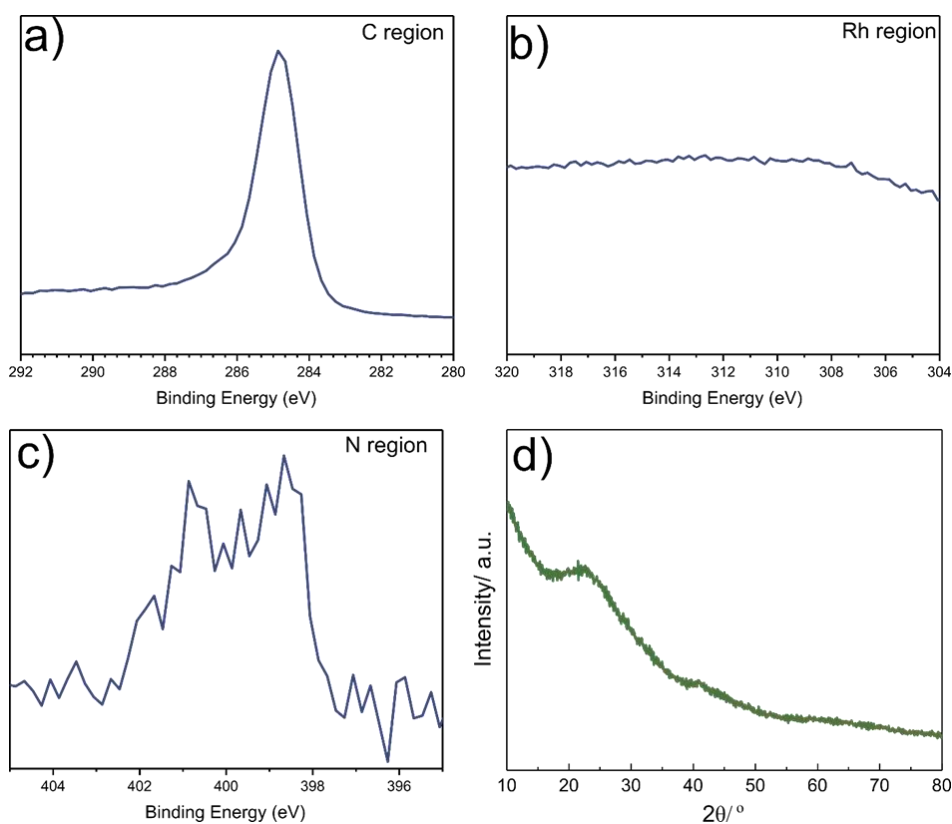 a)
C region
292 290 288 286 284 282 280
Binding Energy (eV)
b)
Rh region
320 318 316 314 312 310 308 306 304
Binding Energy (eV)
c)
N region
404 402 400 398 396
Binding Energy (eV)
d)
Intensity/ a.u.
10 20 30 40 50 60 70 80
2θ/ º